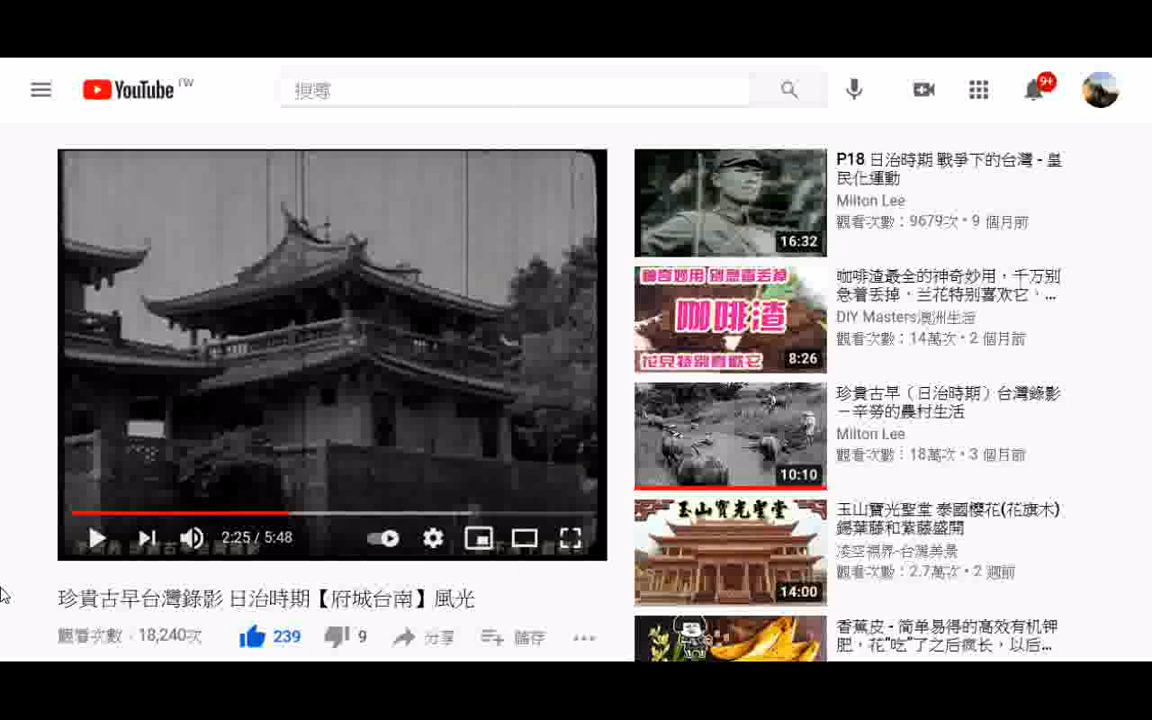 YouTube TW
搜尋
9+
2:25 / 5:48
珍貴古早台灣錄影 日治時期【府城台南】風光
觀看次數：18,240次
239
9
分享
儲存
16:32
P18 日治時期 戰爭下的台灣 - 皇
民化運動
Milton Lee
觀看次數：9679次 • 9 個月前
咖啡渣
8:26
咖啡渣最全的神奇妙用，千万别
急着丢掉，兰花特别喜欢它，...
DIY Masters澳洲生活
觀看次數：14萬次 • 2 個月前
10:10
珍貴古早（日治時期）台灣錄影
－辛勞的農村生活
Milton Lee
觀看次數：18萬次 • 3 個月前
玉山寶光聖堂
14:00
玉山寶光聖堂 泰國櫻花(花旗木)
錫葉藤和紫藤盛開
凌空視界-台灣美景
觀看次數：2.7萬次 • 2 週前
香蕉皮 - 简单易得的高效有机钾
肥，花"吃"了之后疯长，以后...